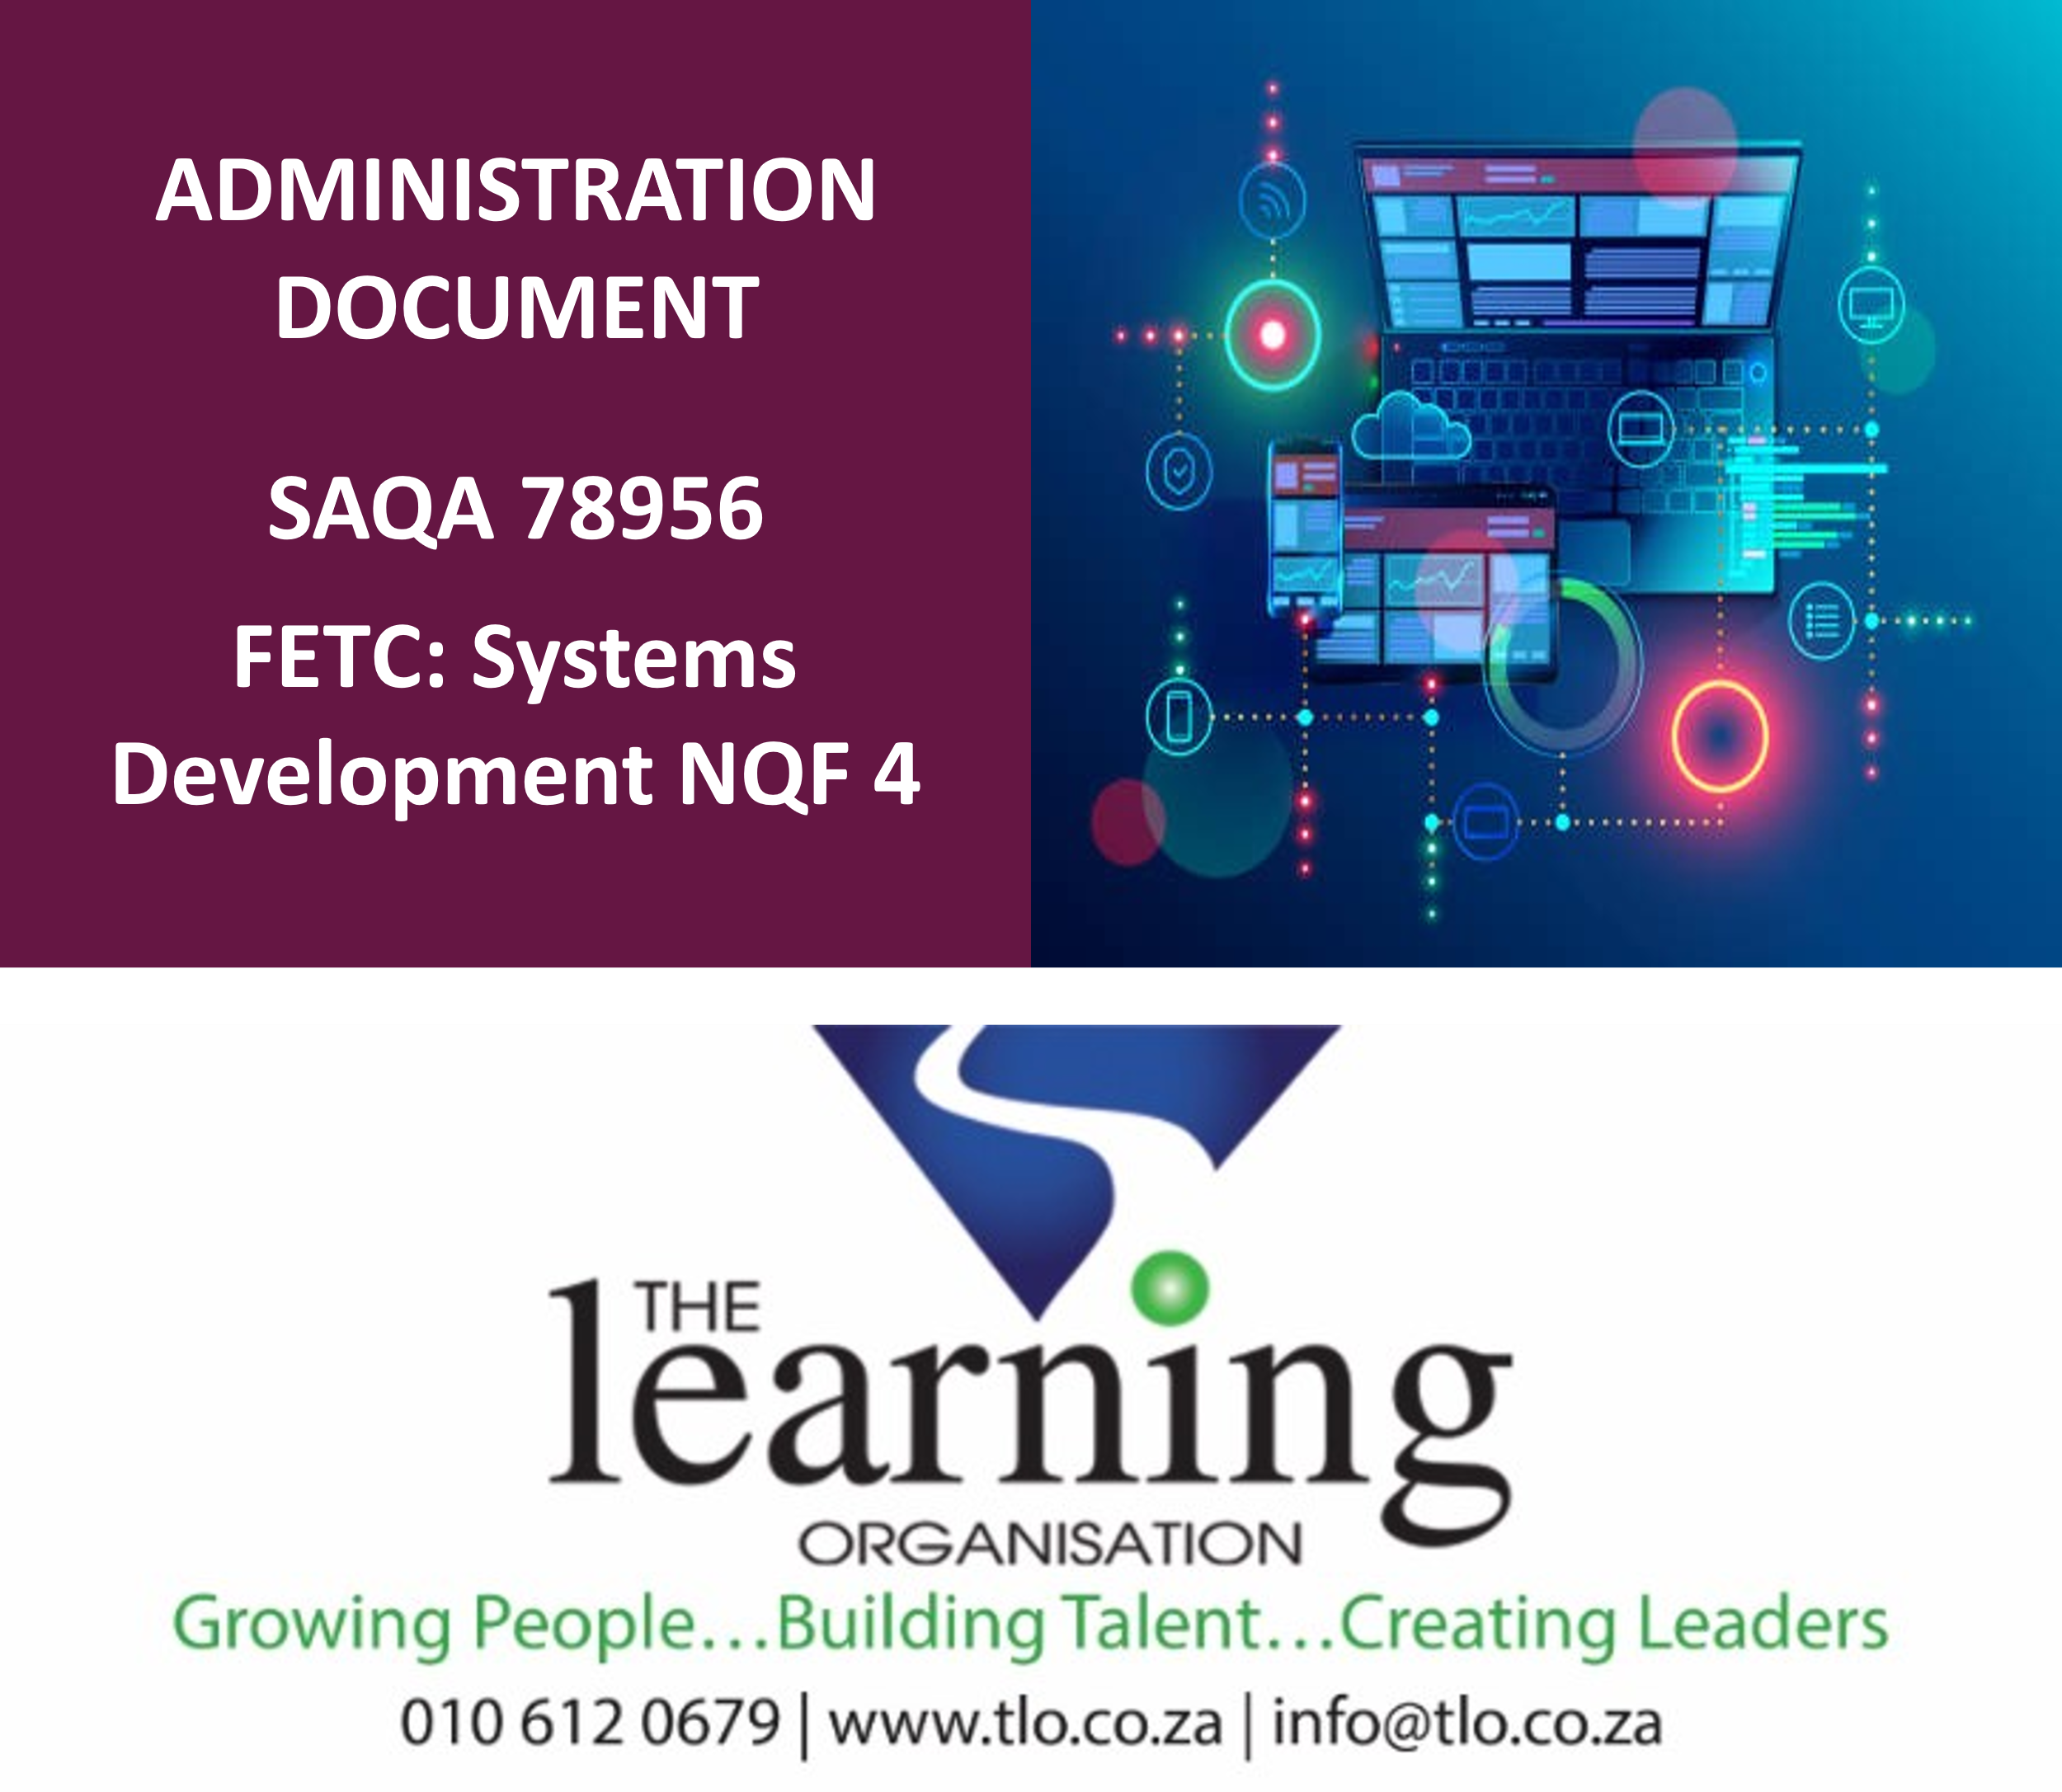 ADMINISTRATION
DOCUMENT
SAQA 78956
FETC: Systems
Development NQF 4
THE
learning
ORGANISATION
Growing People...Building Talent...Creating Leaders
010 612 0679 | www.tlo.co.za | info@tlo.co.za